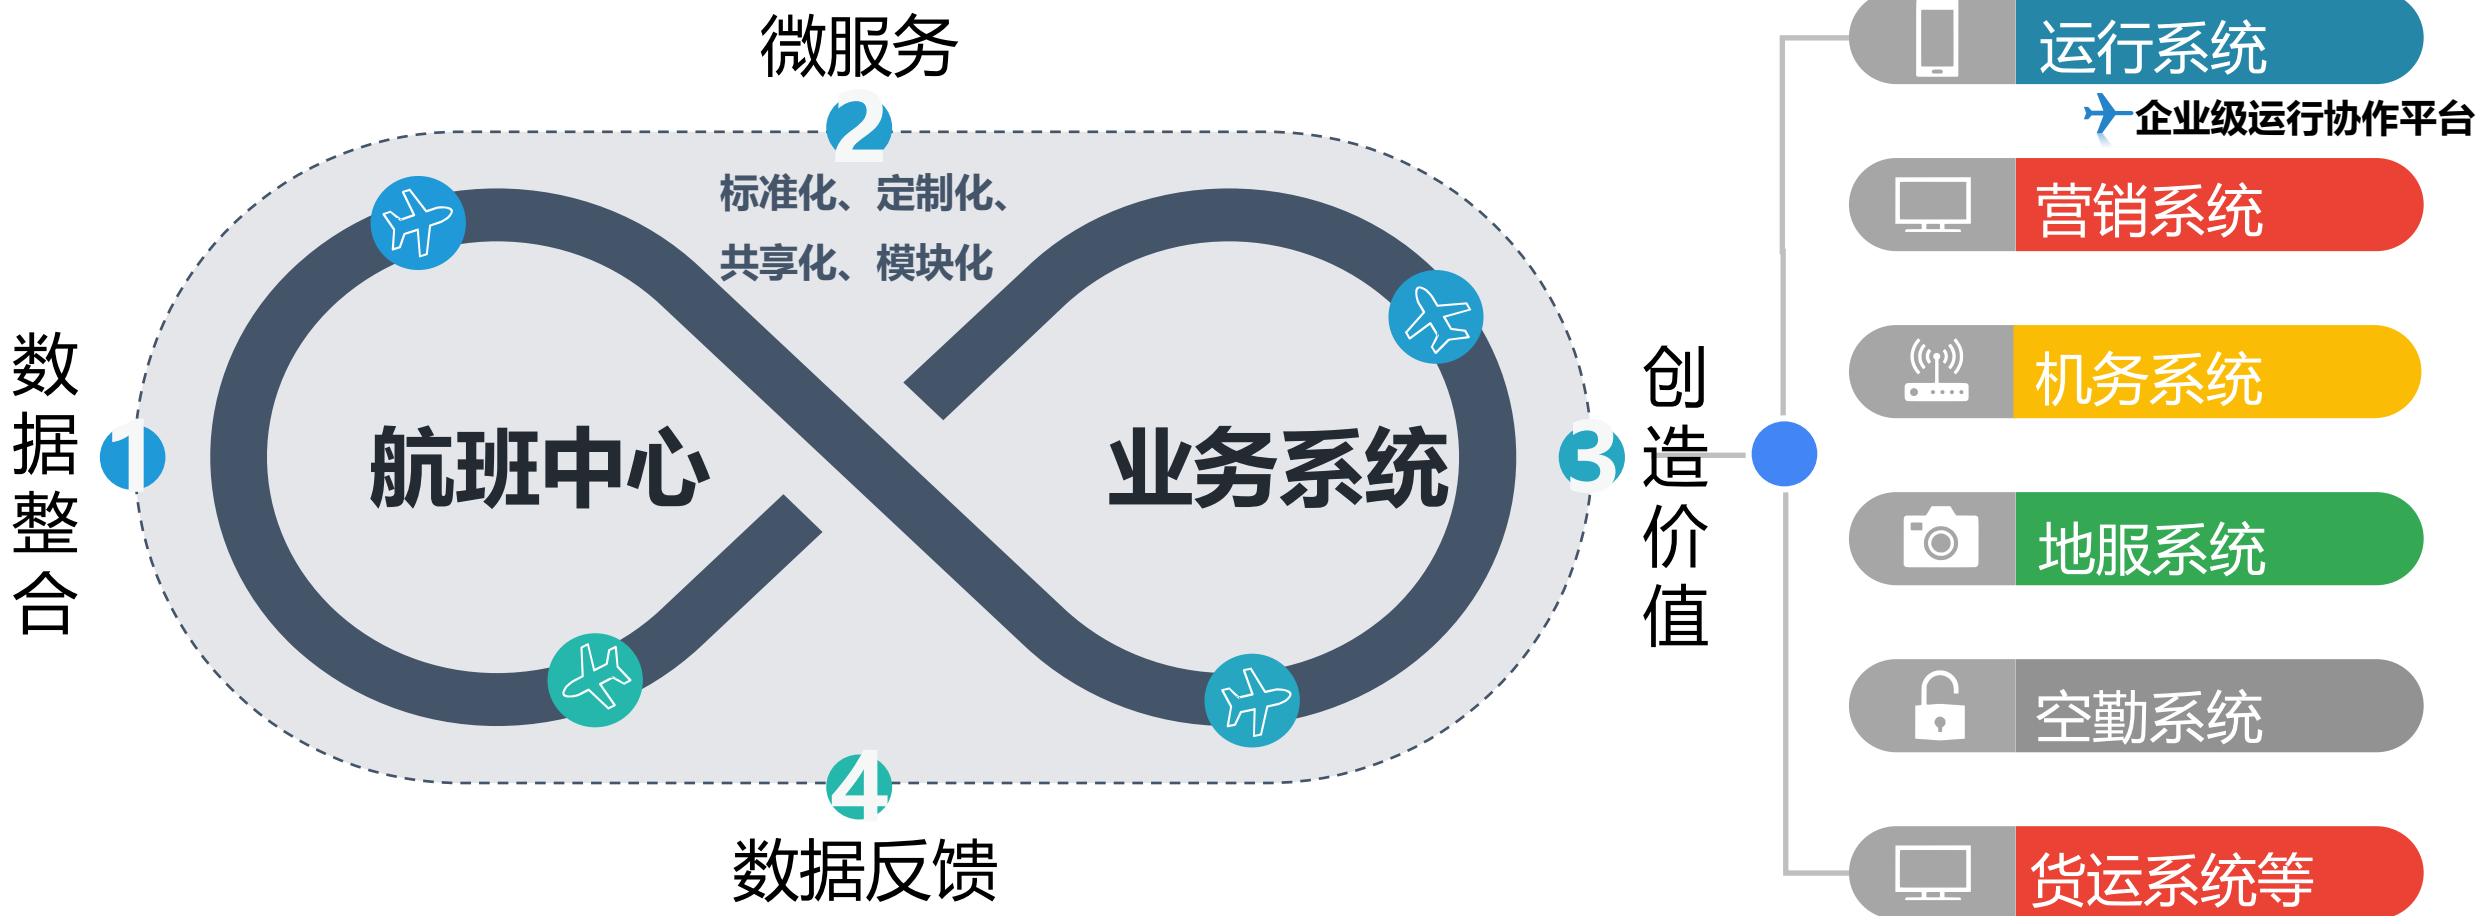 微服务
2
标准化、定制化、
共享化、模块化
数据整合
1
航班中心
业务系统
3
创造价值
4
数据反馈
运行系统
企业级运行协作平台
营销系统
机务系统
地服系统
空勤系统
货运系统等